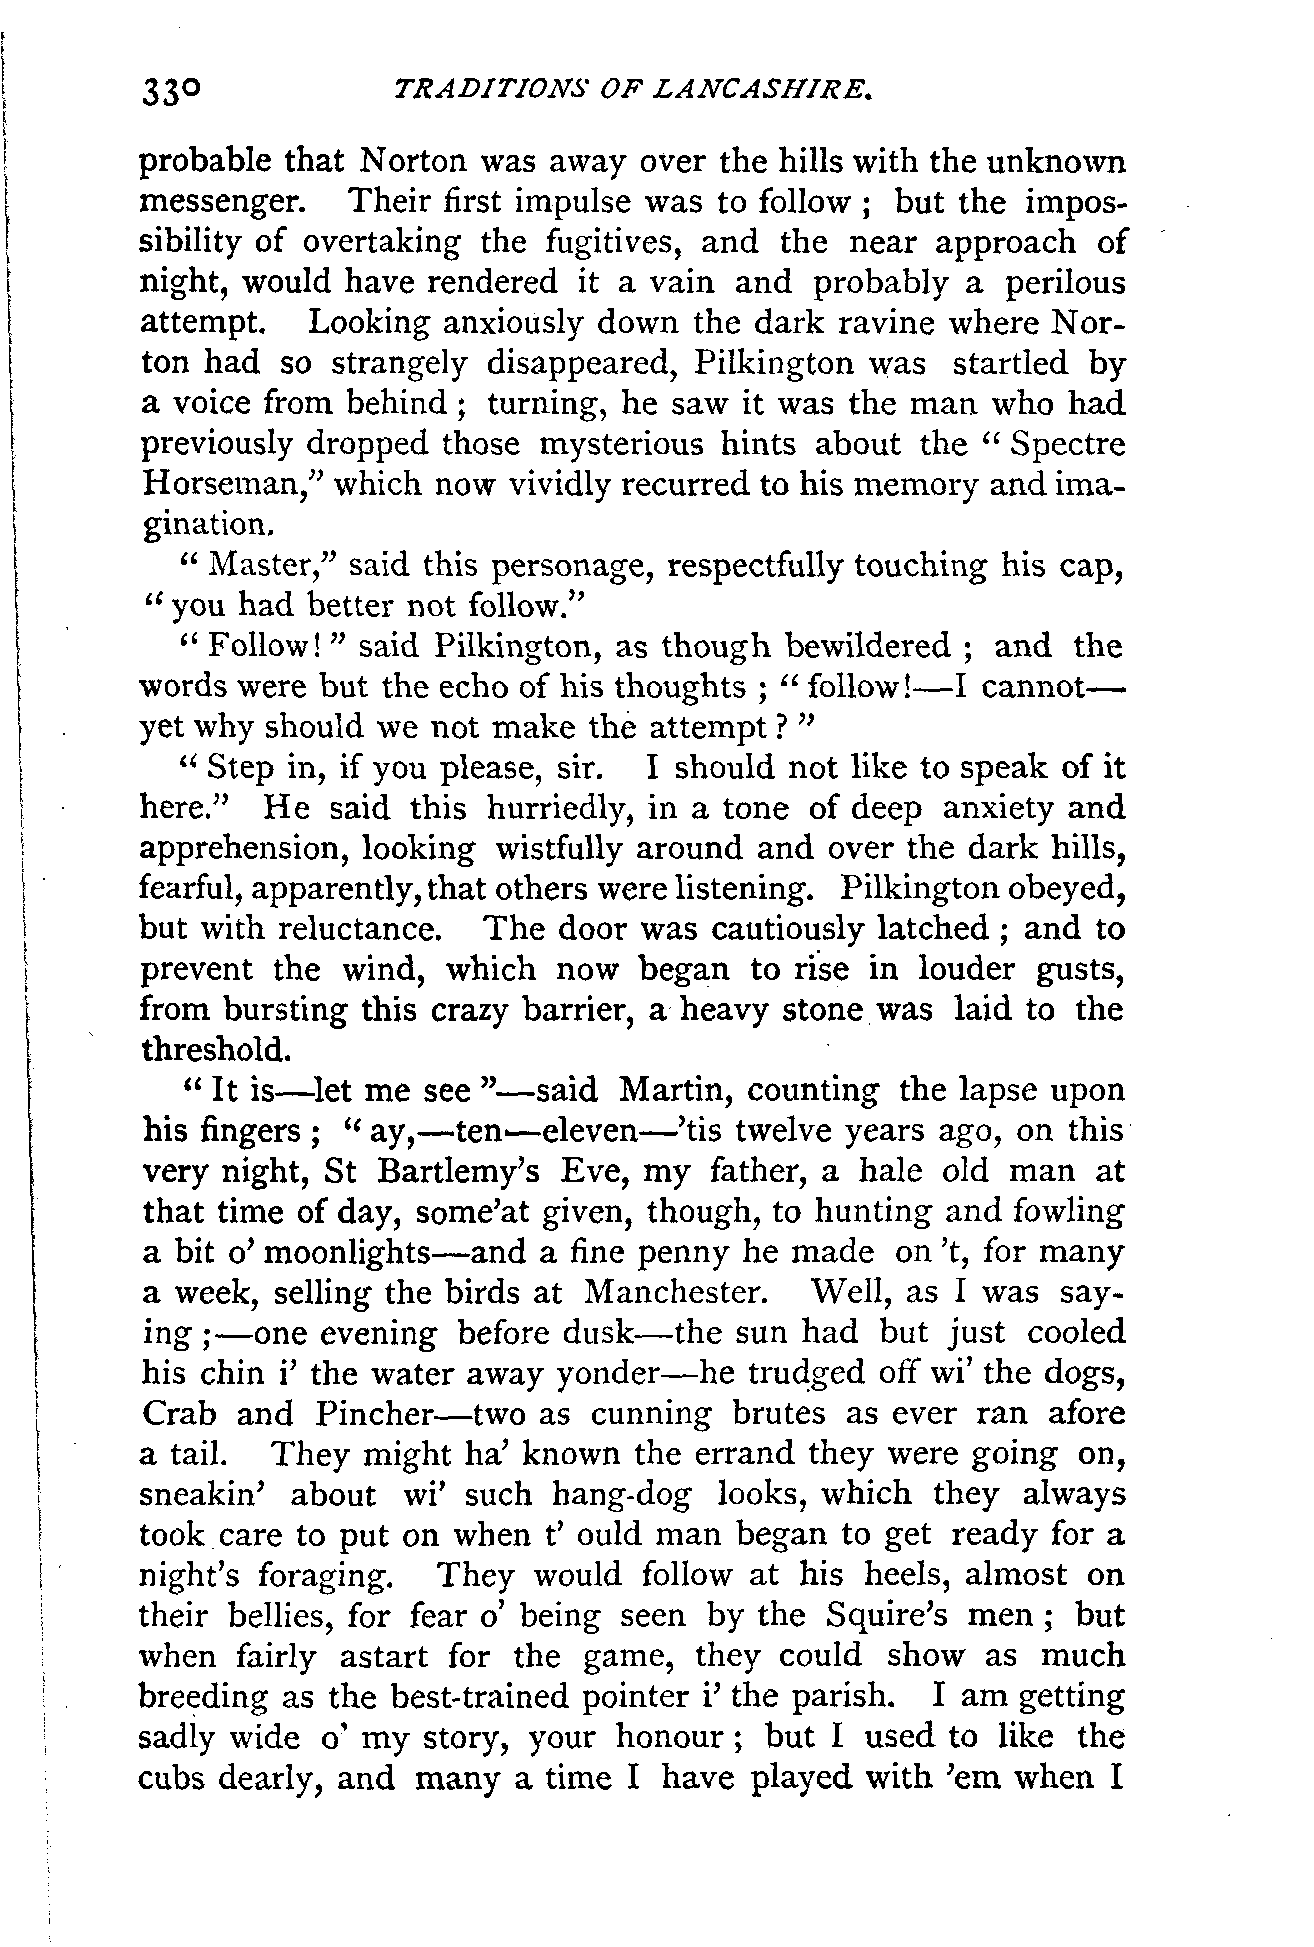 330 TRADITIONS OF LANCASHIRE.
probable that Norton was away over the hills with the unknown
messenger. Their first impulse was to follow ; but the impos-
sibility of overtaking the fugitives, and the near approach of
night, would have rendered it a vain and probably a perilous
attempt. Looking anxiously down the dark ravine where Nor-
ton had so strangely disappeared, Pilkington was startled by
a voice from behind ; turning, he saw it was the man who had
previously dropped those mysterious hints about the “ Spectre
Horseman,” which now vividly recurred to his memory and ima-
gination.
“ Master,” said this personage, respectfully touching his cap,
“ you had better not follow.”
“ Follow! ” said Pilkington, as though bewildered ; and the
words were but the echo of his thoughts ; “ follow!—I cannot—
yet why should we not make the attempt ? ”
“ Step in, if you please, sir. I should not like to speak of it
here.” He said this hurriedly, in a tone of deep anxiety and
apprehension, looking wistfully around and over the dark hills,
fearful, apparently, that others were listening. Pilkington obeyed,
but with reluctance. The door was cautiously latched ; and to
prevent the wind, which now began to rise in louder gusts,
from bursting this crazy barrier, a heavy stone was laid to the
threshold.
“ It is—let me see ”—said Martin, counting the lapse upon
his fingers ; “ ay,—ten—eleven—’tis twelve years ago, on this
very night, St Bartlemy’s Eve, my father, a hale old man at
that time of day, some’at given, though, to hunting and fowling
a bit o’ moonlights—and a fine penny he made on ’t, for many
a week, selling the birds at Manchester. Well, as I was say-
ing ;—one evening before dusk—the sun had but just cooled
his chin i’ the water away yonder—he trudged off wi’ the dogs,
Crab and Pincher—two as cunning brutes as ever ran afore
a tail. They might ha’ known the errand they were going on,
sneakin’ about wi’ such hang-dog looks, which they always
took care to put on when t’ ould man began to get ready for a
night’s foraging. They would follow at his heels, almost on
their bellies, for fear o’ being seen by the Squire’s men ; but
when fairly astart for the game, they could show as much
breeding as the best-trained pointer i’ the parish. I am getting
sadly wide o’ my story, your honour ; but I used to like the
cubs dearly, and many a time I have played with ’em when I